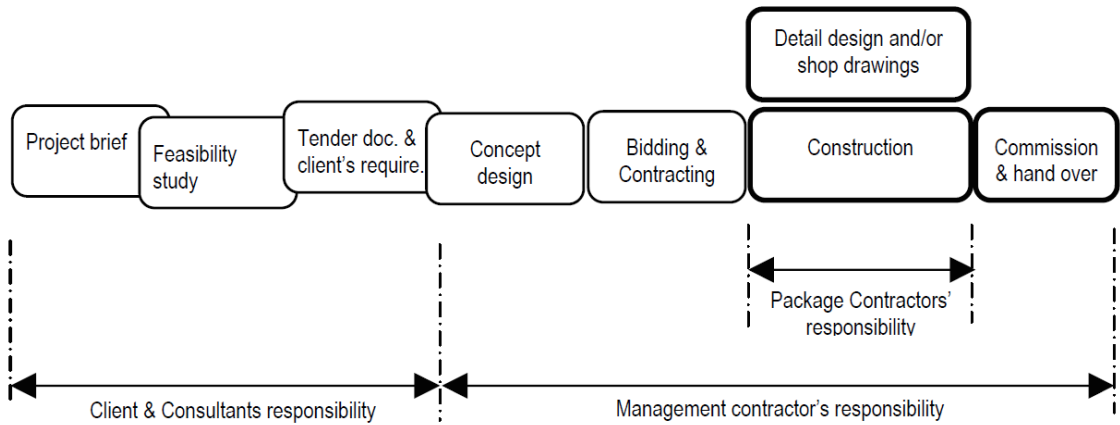 Detail design and/or
shop drawings
Project brief
Feasibility
study
Tender doc. &
client's require.
Concept
design
Bidding &
Contracting
Construction
Commission
& hand over
Package Contractors'
responsibility
Client & Consultants responsibility
Management contractor's responsibility